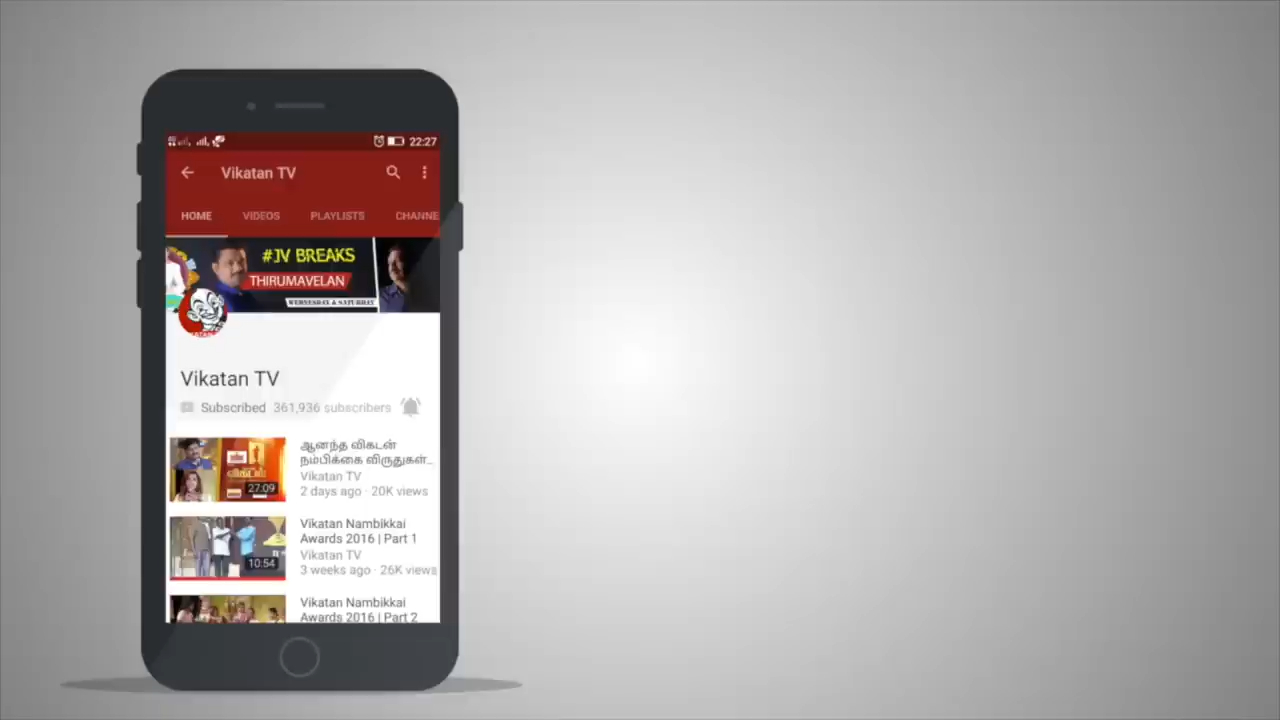 22:27
Vikatan TV
HOME VIDEOS PLAYLISTS CHANNE
#JV BREAKS
THIRUMAVELAN
WEDNESDAY & SATURDAY
Vikatan TV
Subscribed 361,936 subscribers
ஆனந்த விகடன்
நம்பிக்கை விருதுகள்..
Vikatan TV
2 days ago · 20K views
விகடன்
27:09
Vikatan Nambikkai
Awards 2016 | Part 1
Vikatan TV
3 weeks ago · 26K views
10:54
Vikatan Nambikkai
Awards 2016 | Part 2